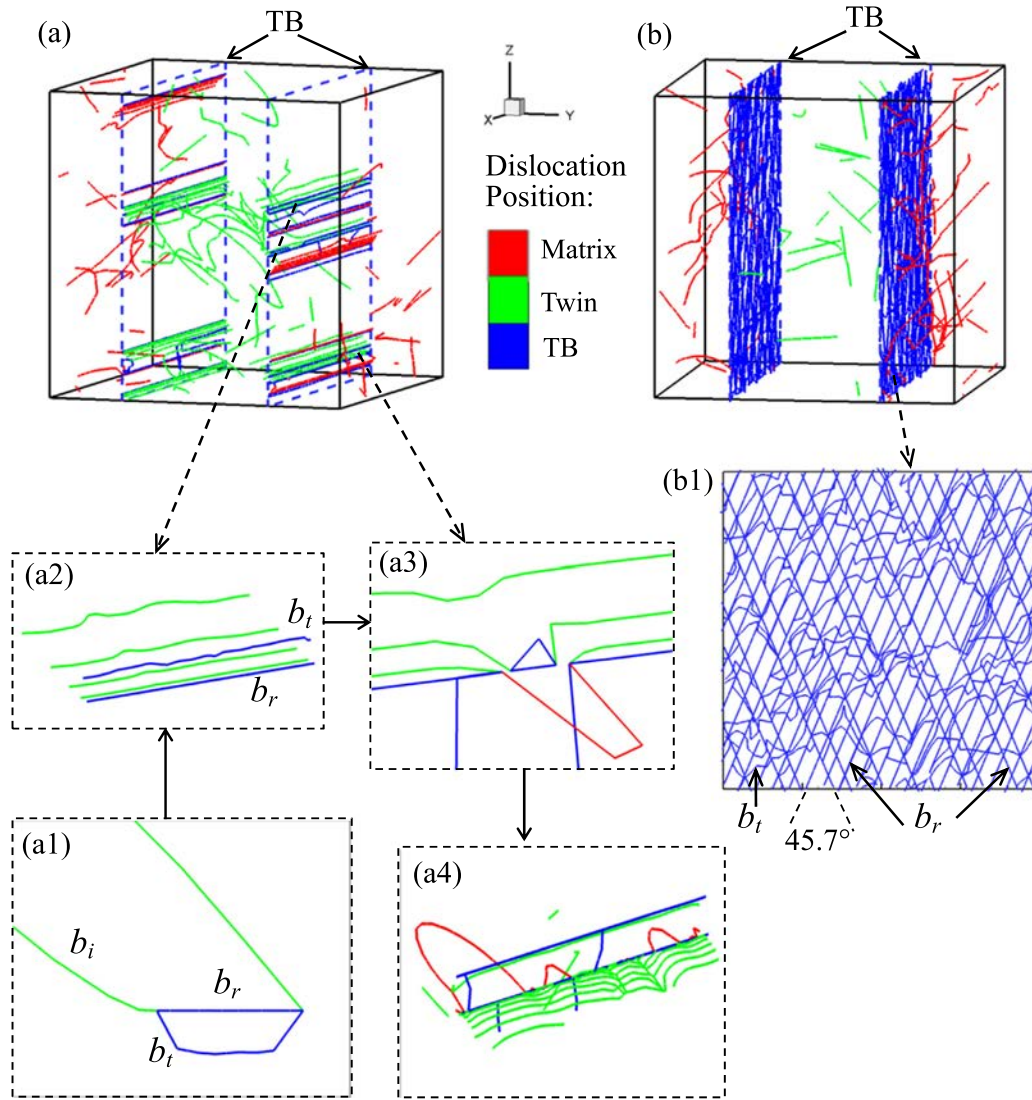 (a)
TB
Z
X
Y
Dislocation
Position:
Matrix
Twin
TB
(b)
TB
(b1)
b_t
45.7°
b_r
(a2)
b_t
b_r
(a3)
(a1)
b_i
b_r
b_t
(a4)